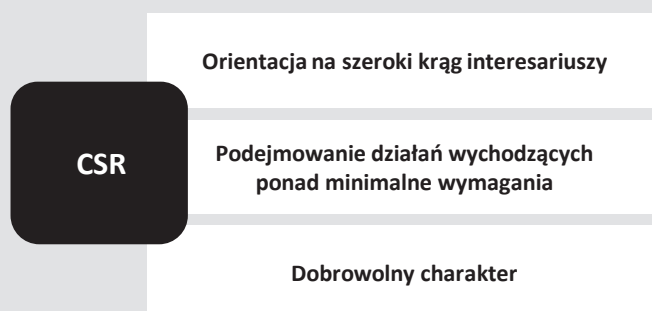 Orientacja na szeroki krąg interesariuszy
CSR
Podejmowanie działań wychodzących
ponad minimalne wymagania
Dobrowolny charakter